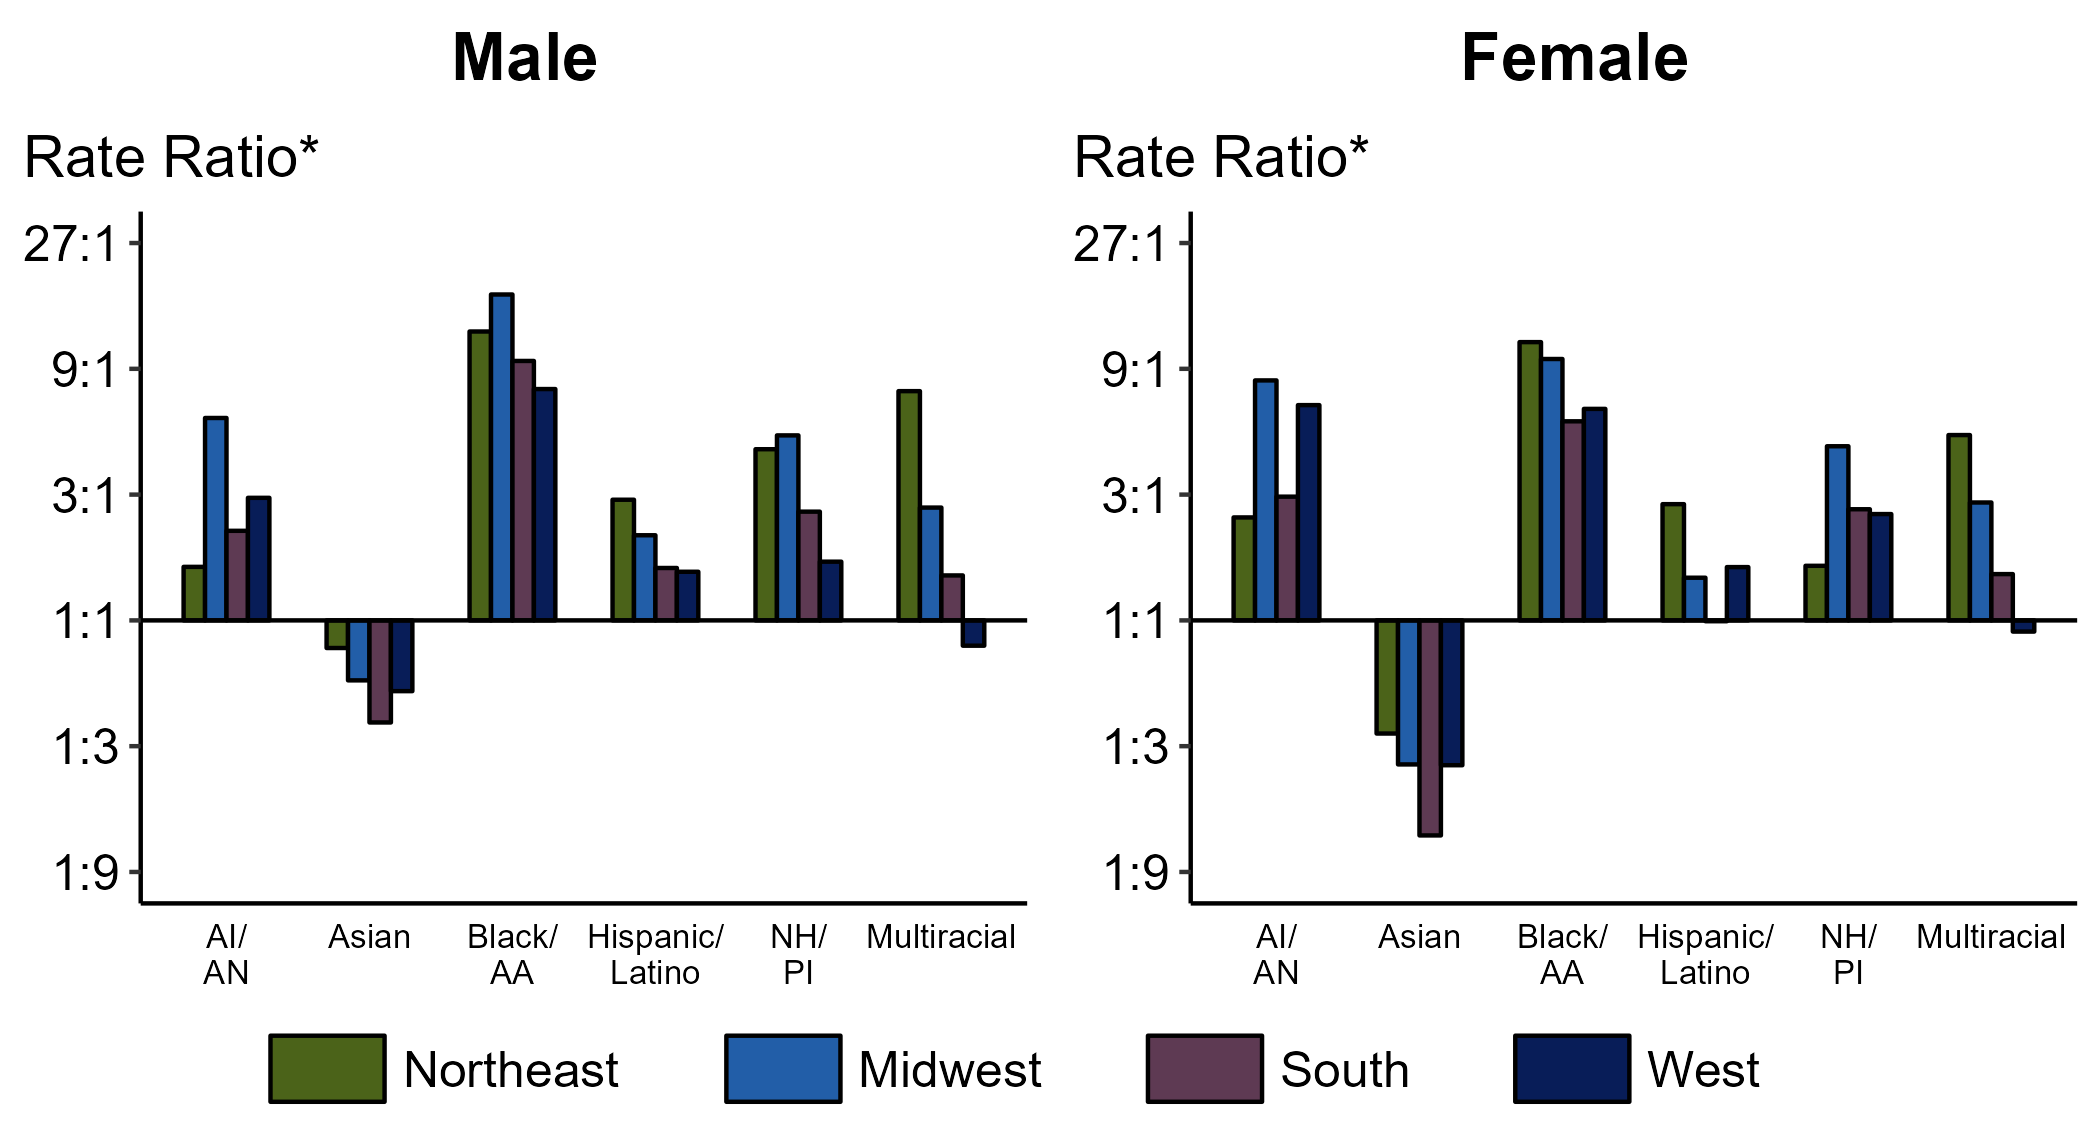 Male
Rate Ratio*
27:1
9:1
3:1
1:1
1:3
1:9
AI/
AN
Asian
Black/
AA
Hispanic/
Latino
NH/
PI
Multiracial
Female
Rate Ratio*
27:1
9:1
3:1
1:1
1:3
1:9
AI/
AN
Asian
Black/
AA
Hispanic/
Latino
NH/
PI
Multiracial
Northeast
Midwest
South
West